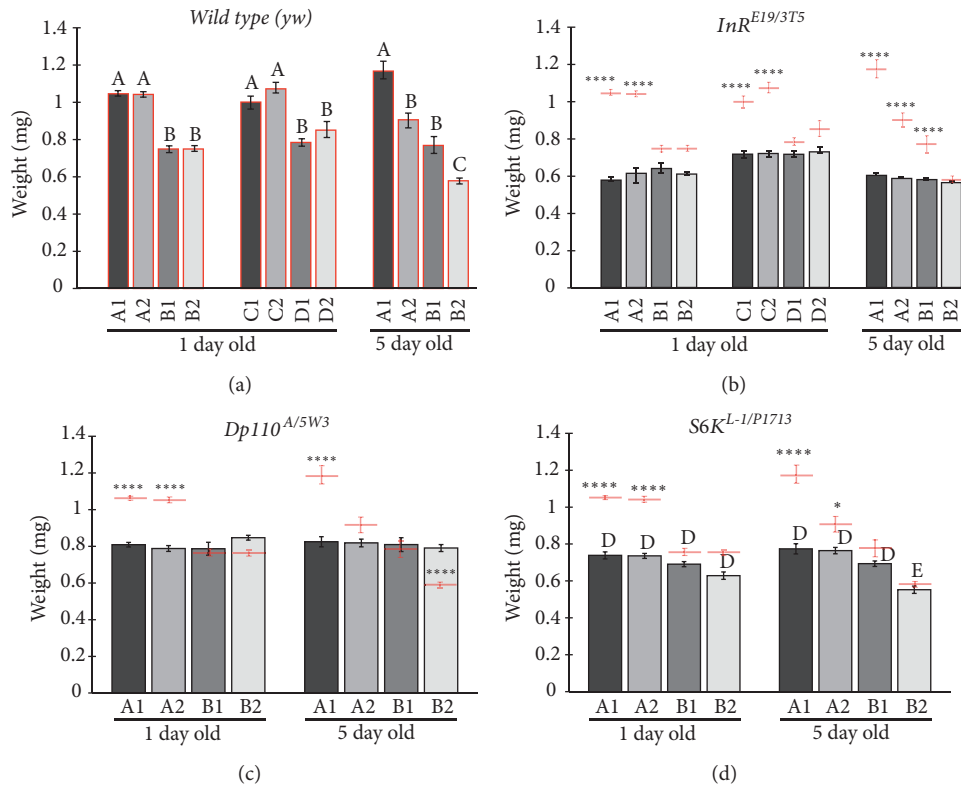 Wild type (yw)
Weight (mg)
1.4
1.2
1
0.8
0.6
0.4
0.2
0
A A B B A A B B A B B C
A1 A2 B1 B2 C1 C2 D1 D2 A1 A2 B1 B2
1 day old 5 day old
(a)
InR^E19/3T5
Weight (mg)
1.4
1.2
1
0.8
0.6
0.4
0.2
0
**** **** **** **** **** **** ****
A1 A2 B1 B2 C1 C2 D1 D2 A1 A2 B1 B2
1 day old 5 day old
(b)
Dp110^A/5W3
Weight (mg)
1.4
1.2
1
0.8
0.6
0.4
0.2
0
**** **** **** ****
A1 A2 B1 B2 A1 A2 B1 B2
1 day old 5 day old
(c)
S6K^L-1/P1713
Weight (mg)
1.4
1.2
1
0.8
0.6
0.4
0.2
0
**** **** **** *
D D D D D D D E
A1 A2 B1 B2 A1 A2 B1 B2
1 day old 5 day old
(d)